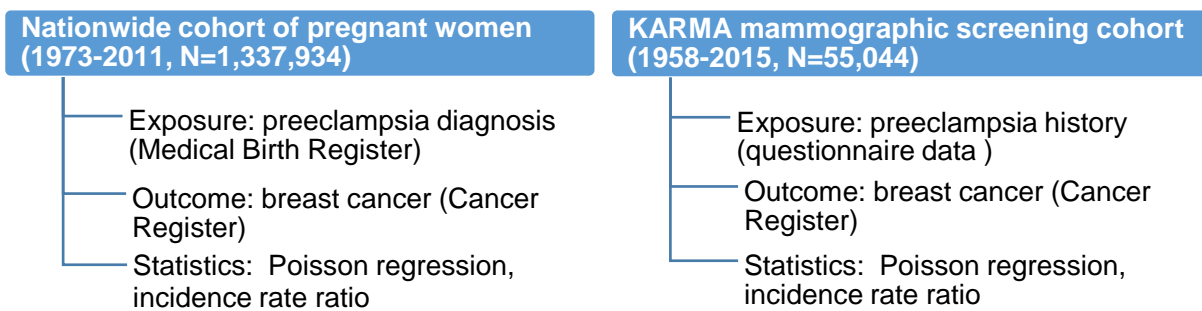 Nationwide cohort of pregnant women
(1973-2011, N=1,337,934)
Exposure: preeclampsia diagnosis
(Medical Birth Register)
Outcome: breast cancer (Cancer
Register)
Statistics:  Poisson regression,
incidence rate ratio
KARMA mammographic screening cohort
(1958-2015, N=55,044)
Exposure: preeclampsia history
(questionnaire data )
Outcome: breast cancer (Cancer
Register)
Statistics:  Poisson regression,
incidence rate ratio